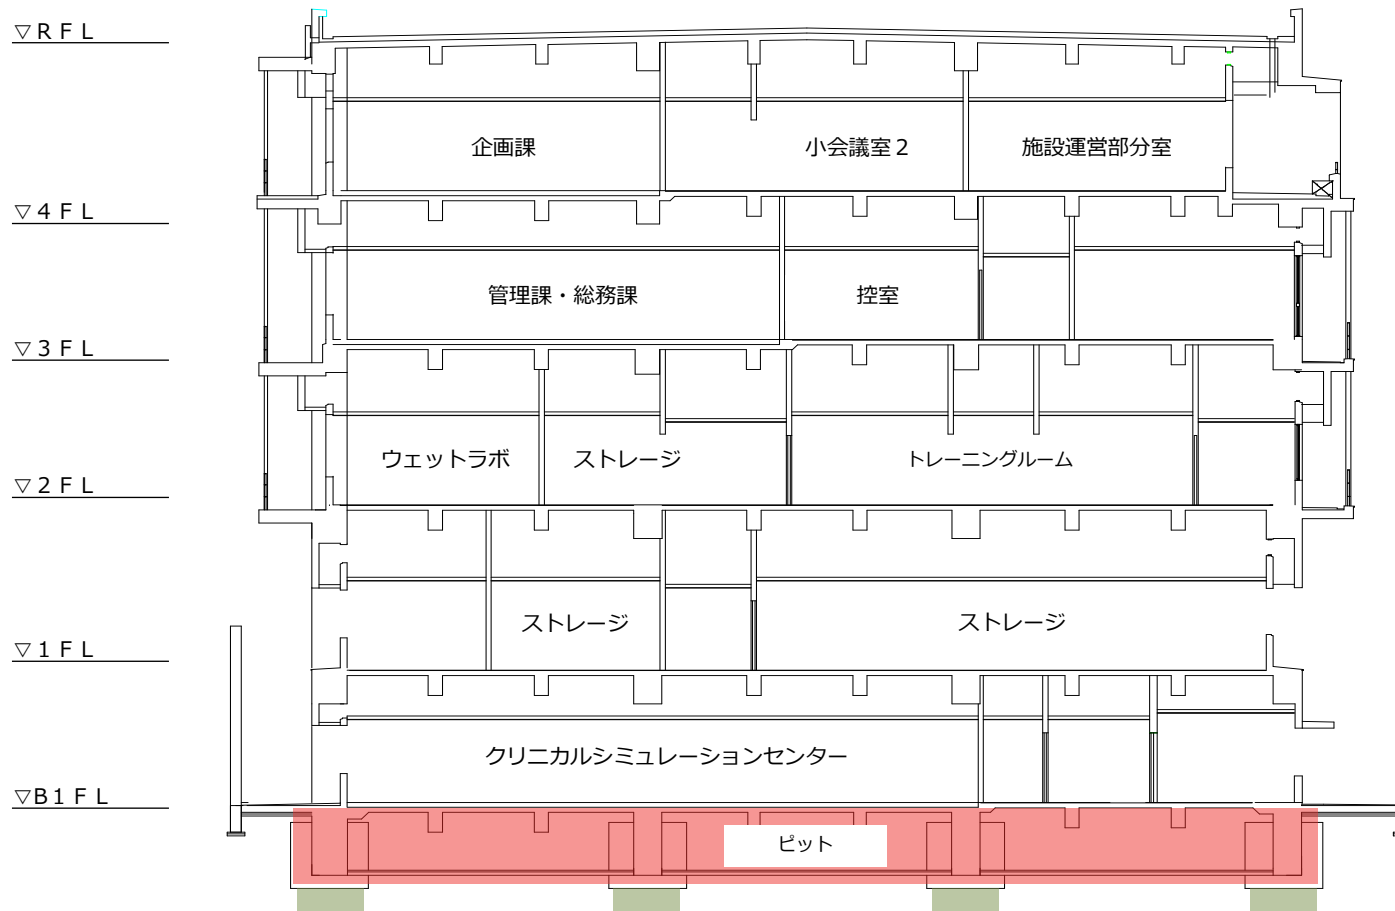 ▽ＲＦＬ
企画課
小会議室２
施設運営部分室
▽４ＦＬ
管理課・総務課
控室
▽３ＦＬ
ウェットラボ
ストレージ
トレーニングルーム
▽２ＦＬ
ストレージ
ストレージ
▽１ＦＬ
クリニカルシミュレーションセンター
▽B１ＦＬ
ピット